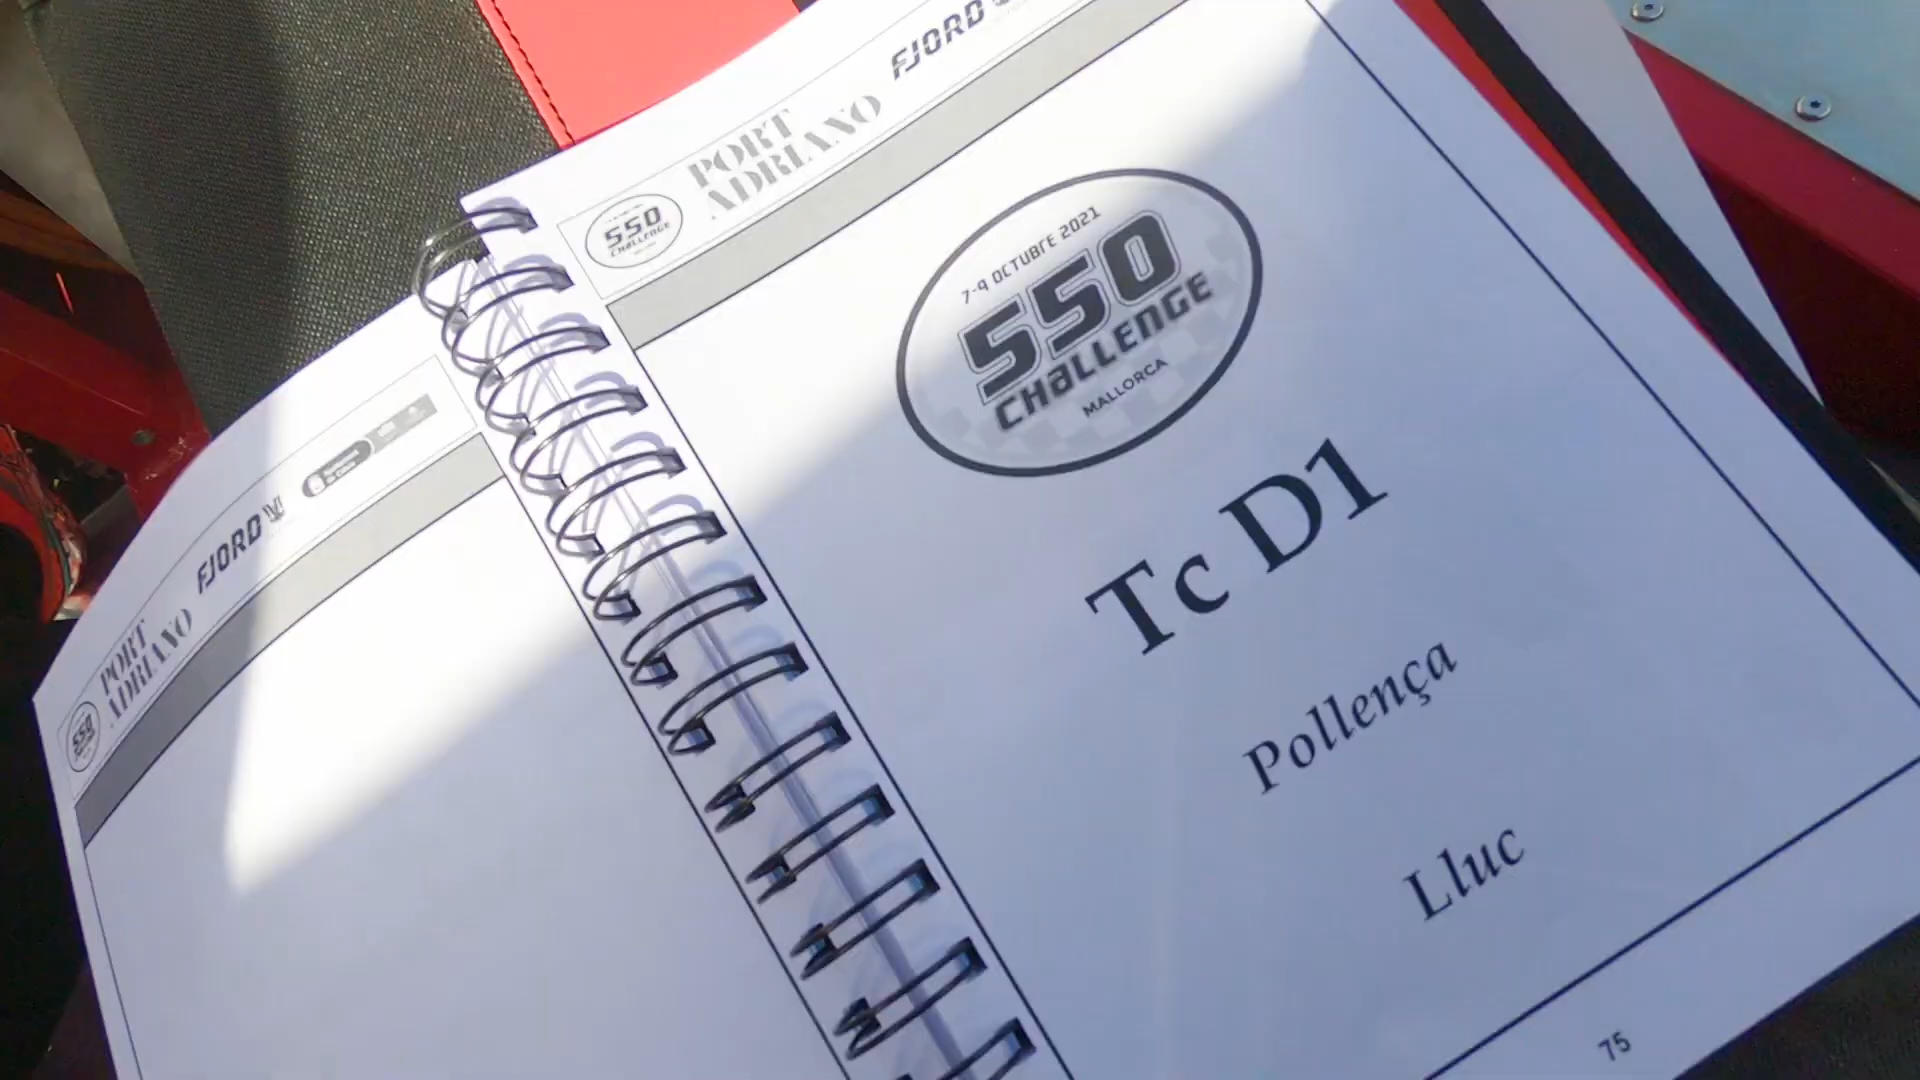 550
PORT
ADRIANO
FJORD
550
CHALLENGE
PORT
ADRIANO
FJORD
7-9 OCTUBRE 2021
550
CHALLENGE
MALLORCA
Tc D1
Pollença
Lluc
75